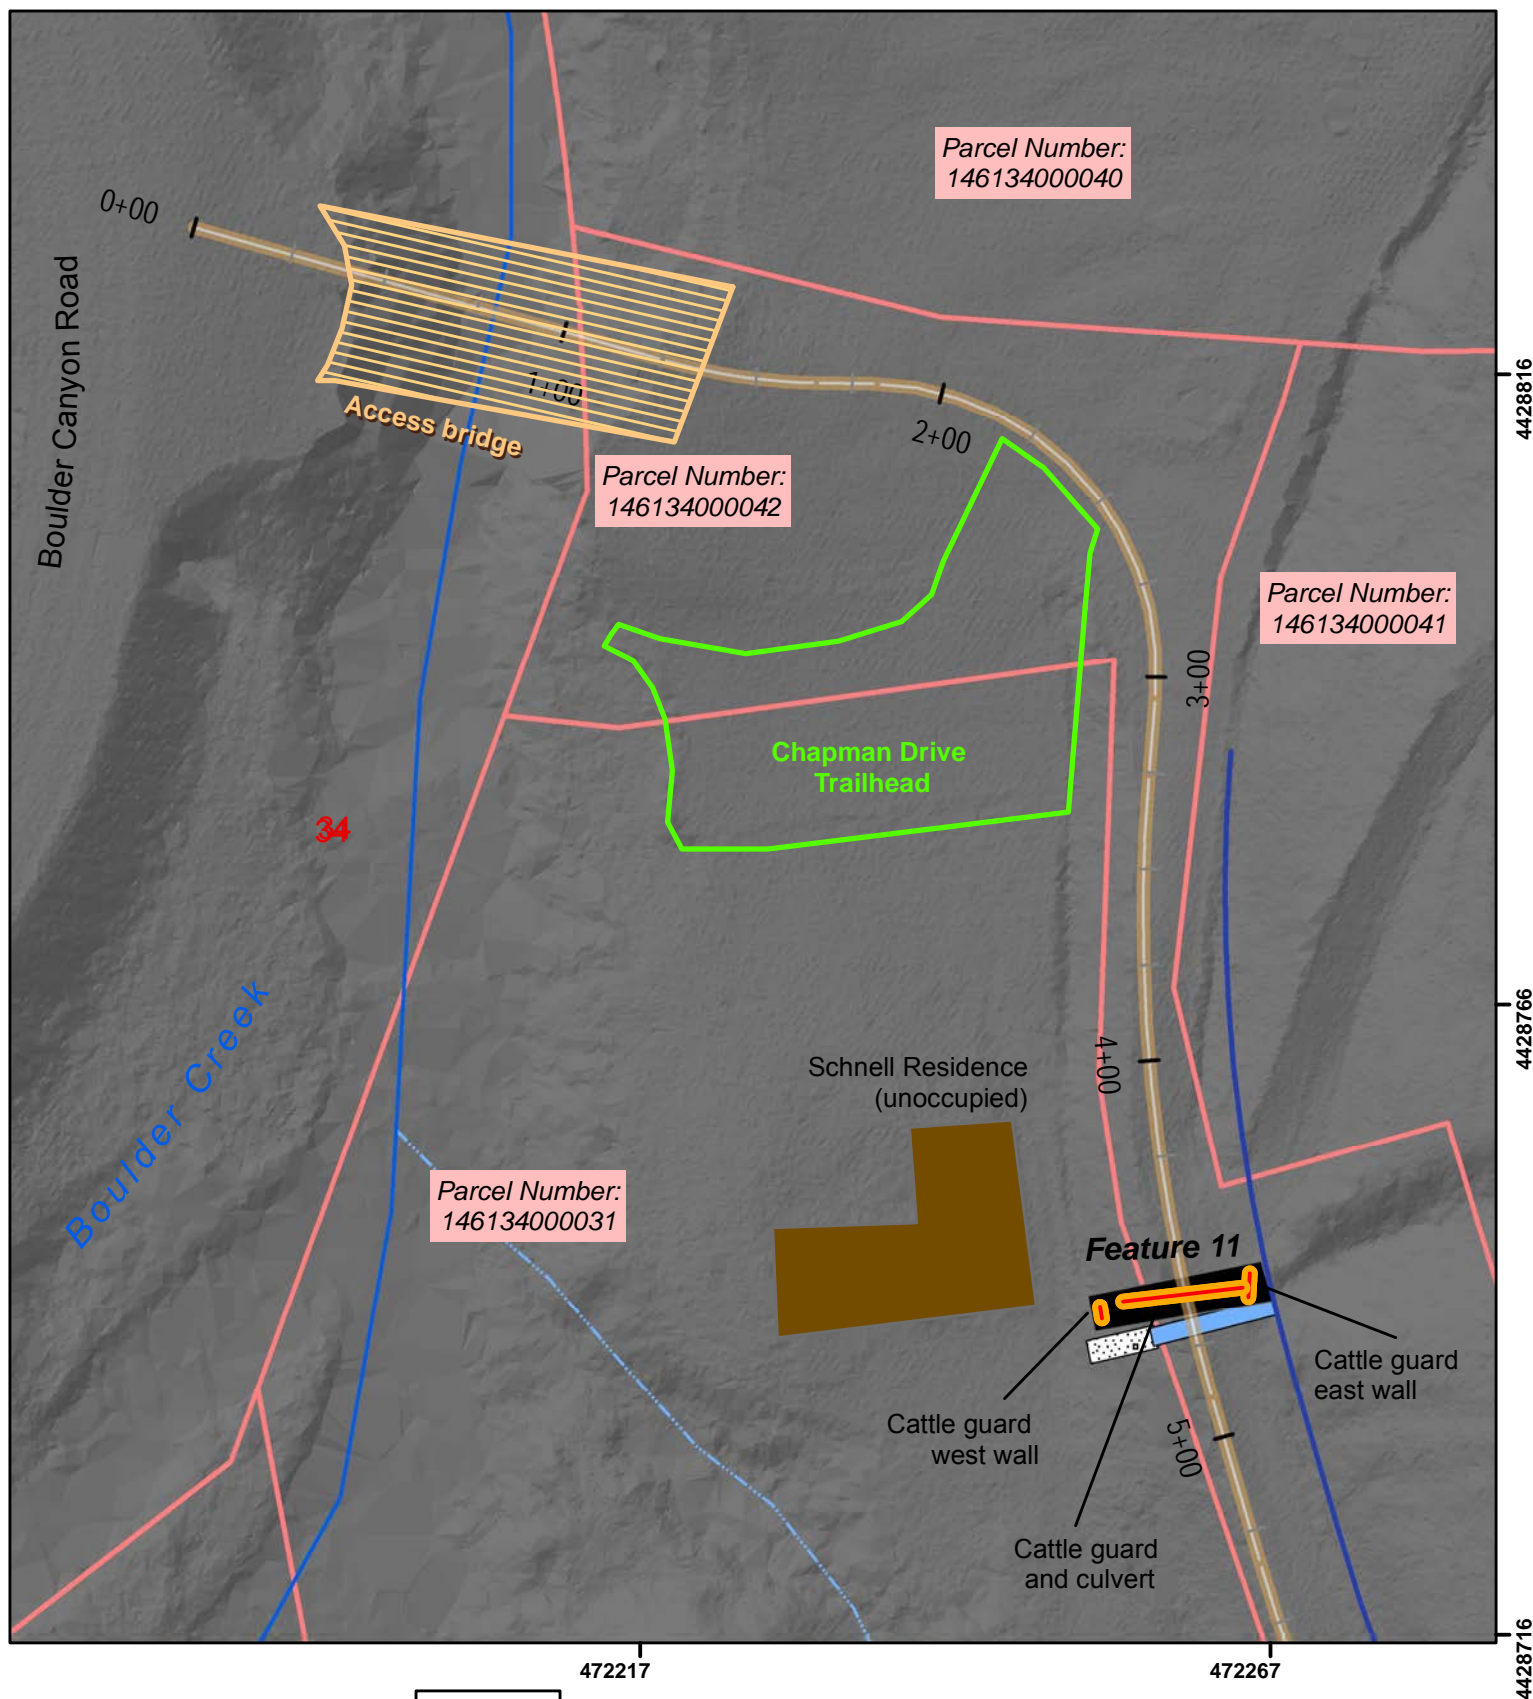 Parcel Number:
146134000040
0+00
Boulder Canyon Road
1+00
Access bridge
4428816
2+00
Parcel Number:
146134000042
Parcel Number:
146134000041
3+00
Chapman Drive
Trailhead
34
Boulder Creek
4428766
4+00
Schnell Residence
(unoccupied)
Parcel Number:
146134000031
Feature 11
Cattle guard
east wall
Cattle guard
west wall
5+00
Cattle guard
and culvert
4428716
472217
472267